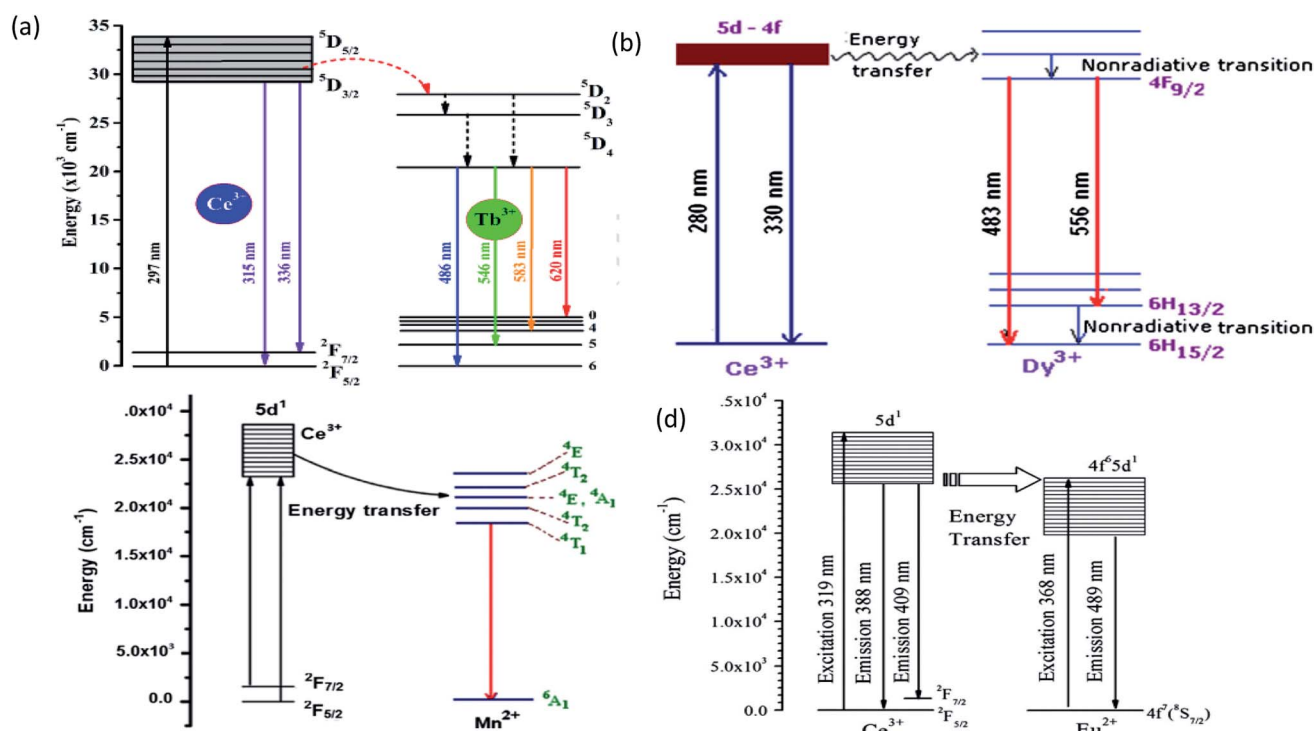 (a)
Energy (x10³ cm⁻¹)
35
30
25
20
15
10
5
0
⁵D₅/₂
⁵D₃/₂
Ce³⁺
297 nm
315 nm
336 nm
²F₇/₂
²F₅/₂
⁵D₂
⁵D₃
⁵D₄
Tb³⁺
486 nm
546 nm
583 nm
620 nm
0
4
5
6
(b)
5d - 4f
Energy
transfer
Nonradiative transition
4F₉/₂
280 nm
330 nm
483 nm
556 nm
6H₁₃/₂
Nonradiative transition
6H₁₅/₂
Ce³⁺
Dy³⁺
Energy (cm⁻¹)
.0x10⁴
2.5x10⁴
2.0x10⁴
1.5x10⁴
1.0x10⁴
5.0x10³
0.0
5d¹
Ce³⁺
Energy transfer
²F₇/₂
²F₅/₂
⁴E
⁴T₂
⁴E, ⁴A₁
⁴T₂
⁴T₁
⁶A₁
Mn²⁺
(d)
Energy (cm⁻¹)
3.5x10⁴
3.0x10⁴
2.5x10⁴
2.0x10⁴
1.5x10⁴
1.0x10⁴
5.0x10³
0.0
5d¹
Excitation 319 nm
Emission 388 nm
Emission 409 nm
²F₇/₂
²F₅/₂
Ce³⁺
Energy
Transfer
4f⁶5d¹
Excitation 368 nm
Emission 489 nm
4f⁷(⁸S₇/₂)
Eu²⁺